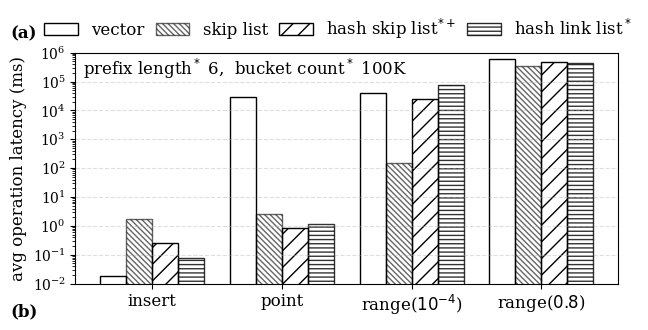 (a) vector skip list hash skip list*+ hash link list*
prefix length* 6, bucket count* 100K
avg operation latency (ms)
10^6
10^5
10^4
10^3
10^2
10^1
10^0
10^−1
10^−2
insert point range(10^−4) range(0.8)
(b)